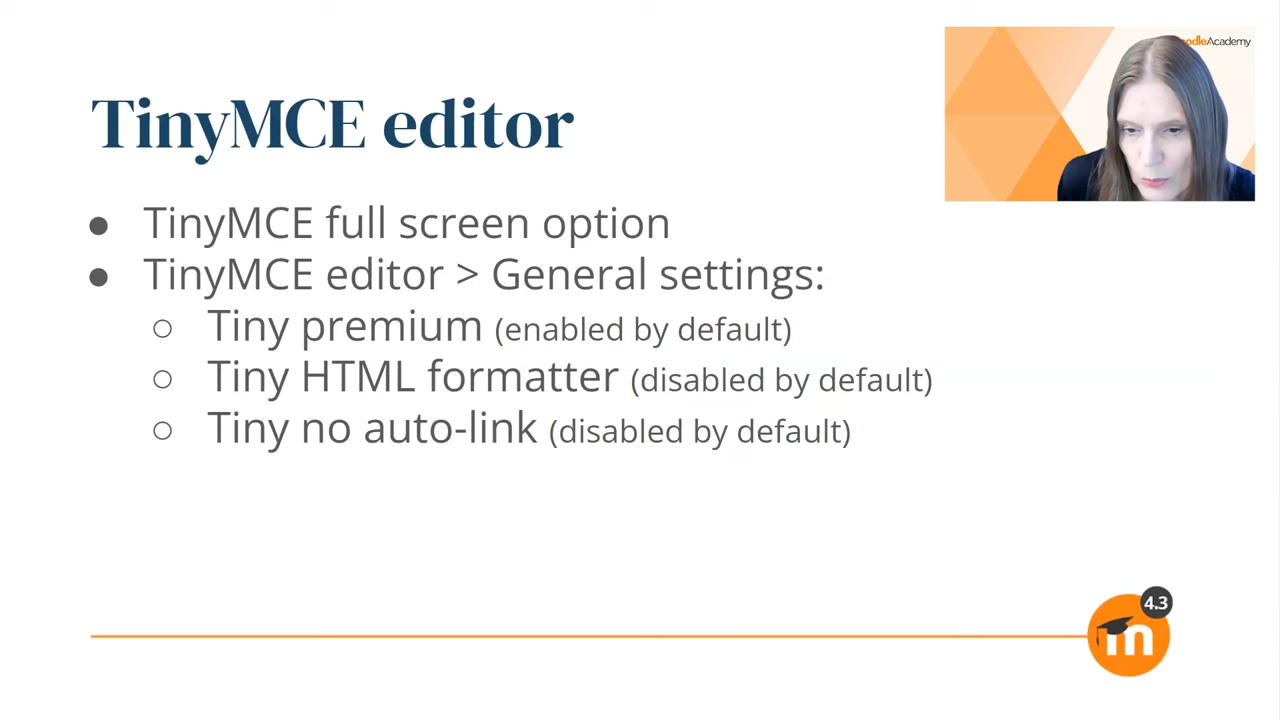 TinyMCE editor
● TinyMCE full screen option
● TinyMCE editor > General settings:
○ Tiny premium (enabled by default)
○ Tiny HTML formatter (disabled by default)
○ Tiny no auto-link (disabled by default)
odleAcademy
4.3
m